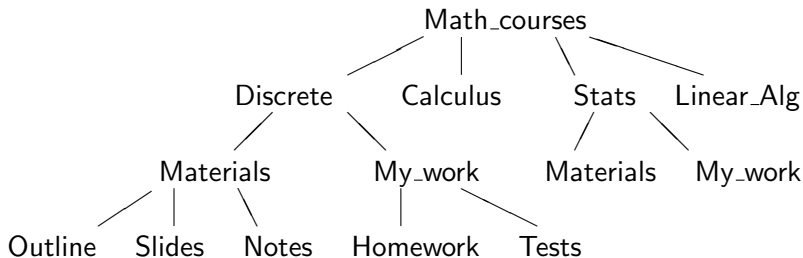 Math_courses
Discrete Calculus Stats Linear_Alg
Materials My_work Materials My_work
Outline Slides Notes Homework Tests